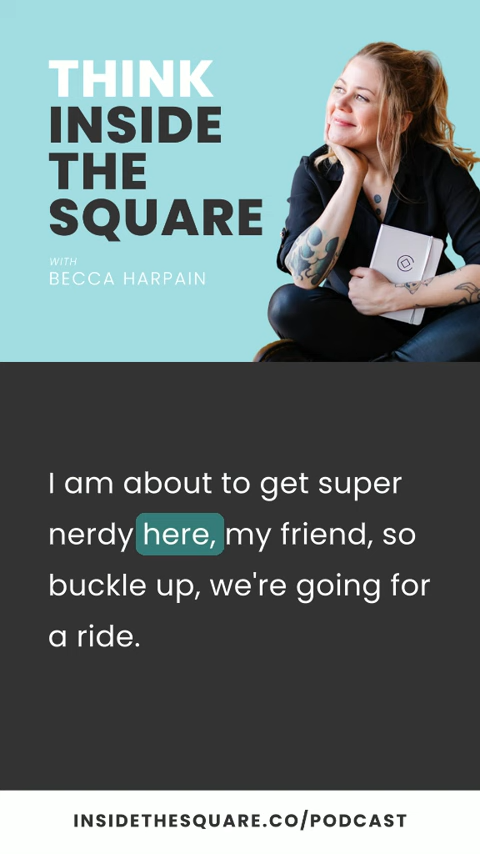 THINK
INSIDE
THE
SQUARE
WITH
BECCA HARPAIN
I am about to get super
nerdy here, my friend, so
buckle up, we're going for
a ride.
INSIDETHESQUARE.CO/PODCAST